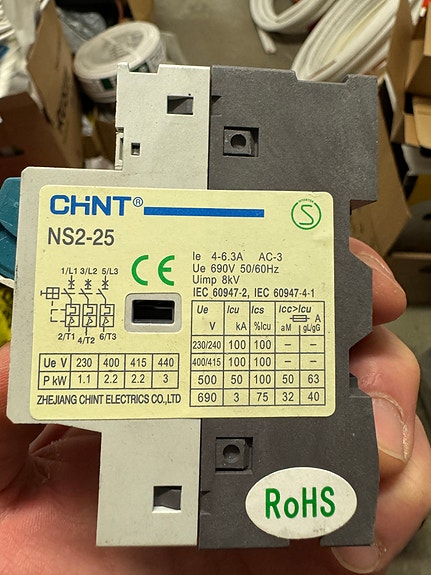 CHNT®
NS2-25
S
CE
Ie 4-6.3A AC-3
Ue 690V 50/60Hz
Uimp 8kV
IEC 60947-2, IEC 60947-4-1
1/L1 3/L2 5/L3
2/T1 4/T2 6/T3
Ue V 230 400 415 440
P kW 1.1 2.2 2.2 3
ZHEJIANG CHINT ELECTRICS CO.,LTD
Ue Icu Ics Icc>Icu
A
V kA %Icu aM gL/gG
230/240 100 100 – –
400/415 100 100 – –
500 50 100 50 63
690 3 75 32 40
RoHS